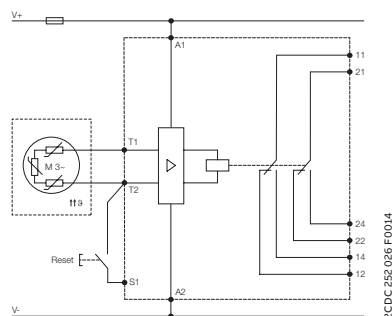 V+
A1
11
21
T1
M 3~
T2
ϑ
24
22
Reset
14
S1
12
A2
V-
2CDC 252 026 F0014